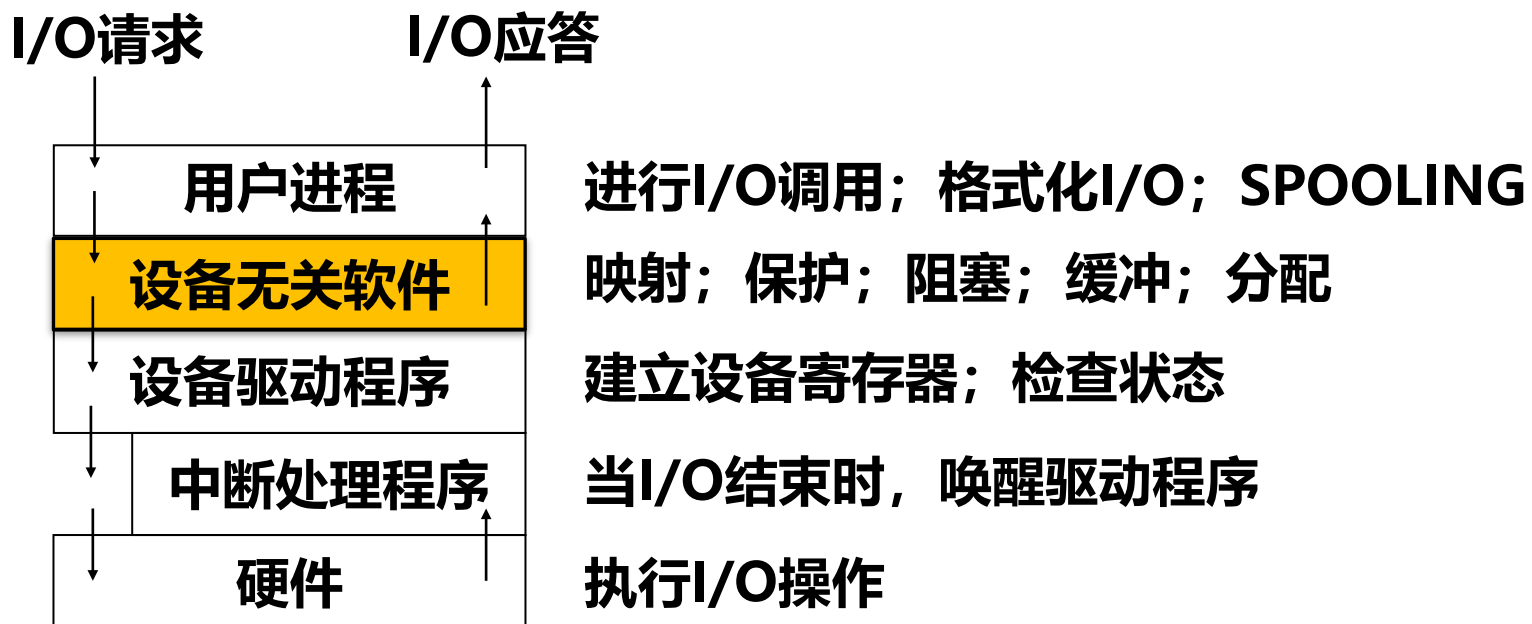 I/O请求 I/O应答
用户进程 进行I/O调用；格式化I/O；SPOOLING
设备无关软件 映射；保护；阻塞；缓冲；分配
设备驱动程序 建立设备寄存器；检查状态
中断处理程序 当I/O结束时，唤醒驱动程序
硬件 执行I/O操作